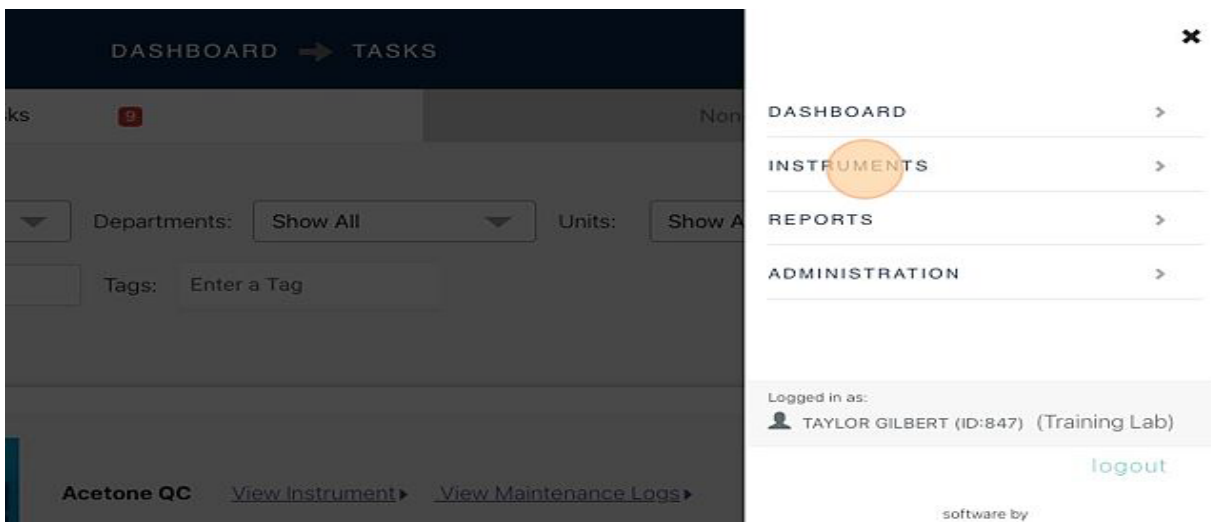 DASHBOARD TASKS
ks 9 Non
Departments: Show All Units: Show A
Tags: Enter a Tag
Acetone QC View Instrument View Maintenance Logs
DASHBOARD
INSTRUMENTS
REPORTS
ADMINISTRATION
Logged in as:
TAYLOR GILBERT (ID:847) (Training Lab)
logout
software by